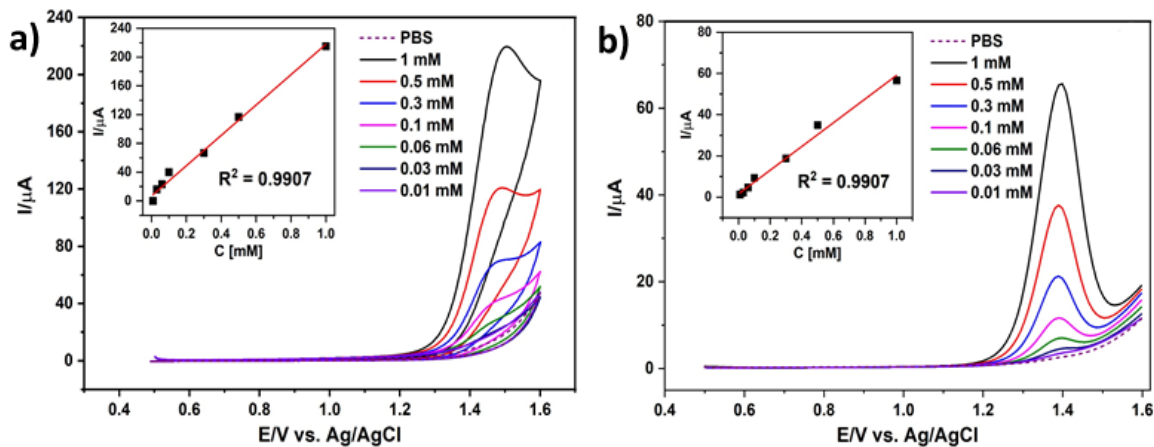 a)
240
200
160
120
80
40
0
0.4 0.6 0.8 1.0 1.2 1.4 1.6
I/µA
E/V vs. Ag/AgCl
240
200
160
120
80
40
0
0.0 0.2 0.4 0.6 0.8 1.0
I/µA
C [mM]
R² = 0.9907
PBS
1 mM
0.5 mM
0.3 mM
0.1 mM
0.06 mM
0.03 mM
0.01 mM
b)
80
60
40
20
0
0.4 0.6 0.8 1.0 1.2 1.4 1.6
I/µA
E/V vs. Ag/AgCl
80
60
40
20
0
0.0 0.2 0.4 0.6 0.8 1.0
I/µA
C [mM]
R² = 0.9907
PBS
1 mM
0.5 mM
0.3 mM
0.1 mM
0.06 mM
0.03 mM
0.01 mM